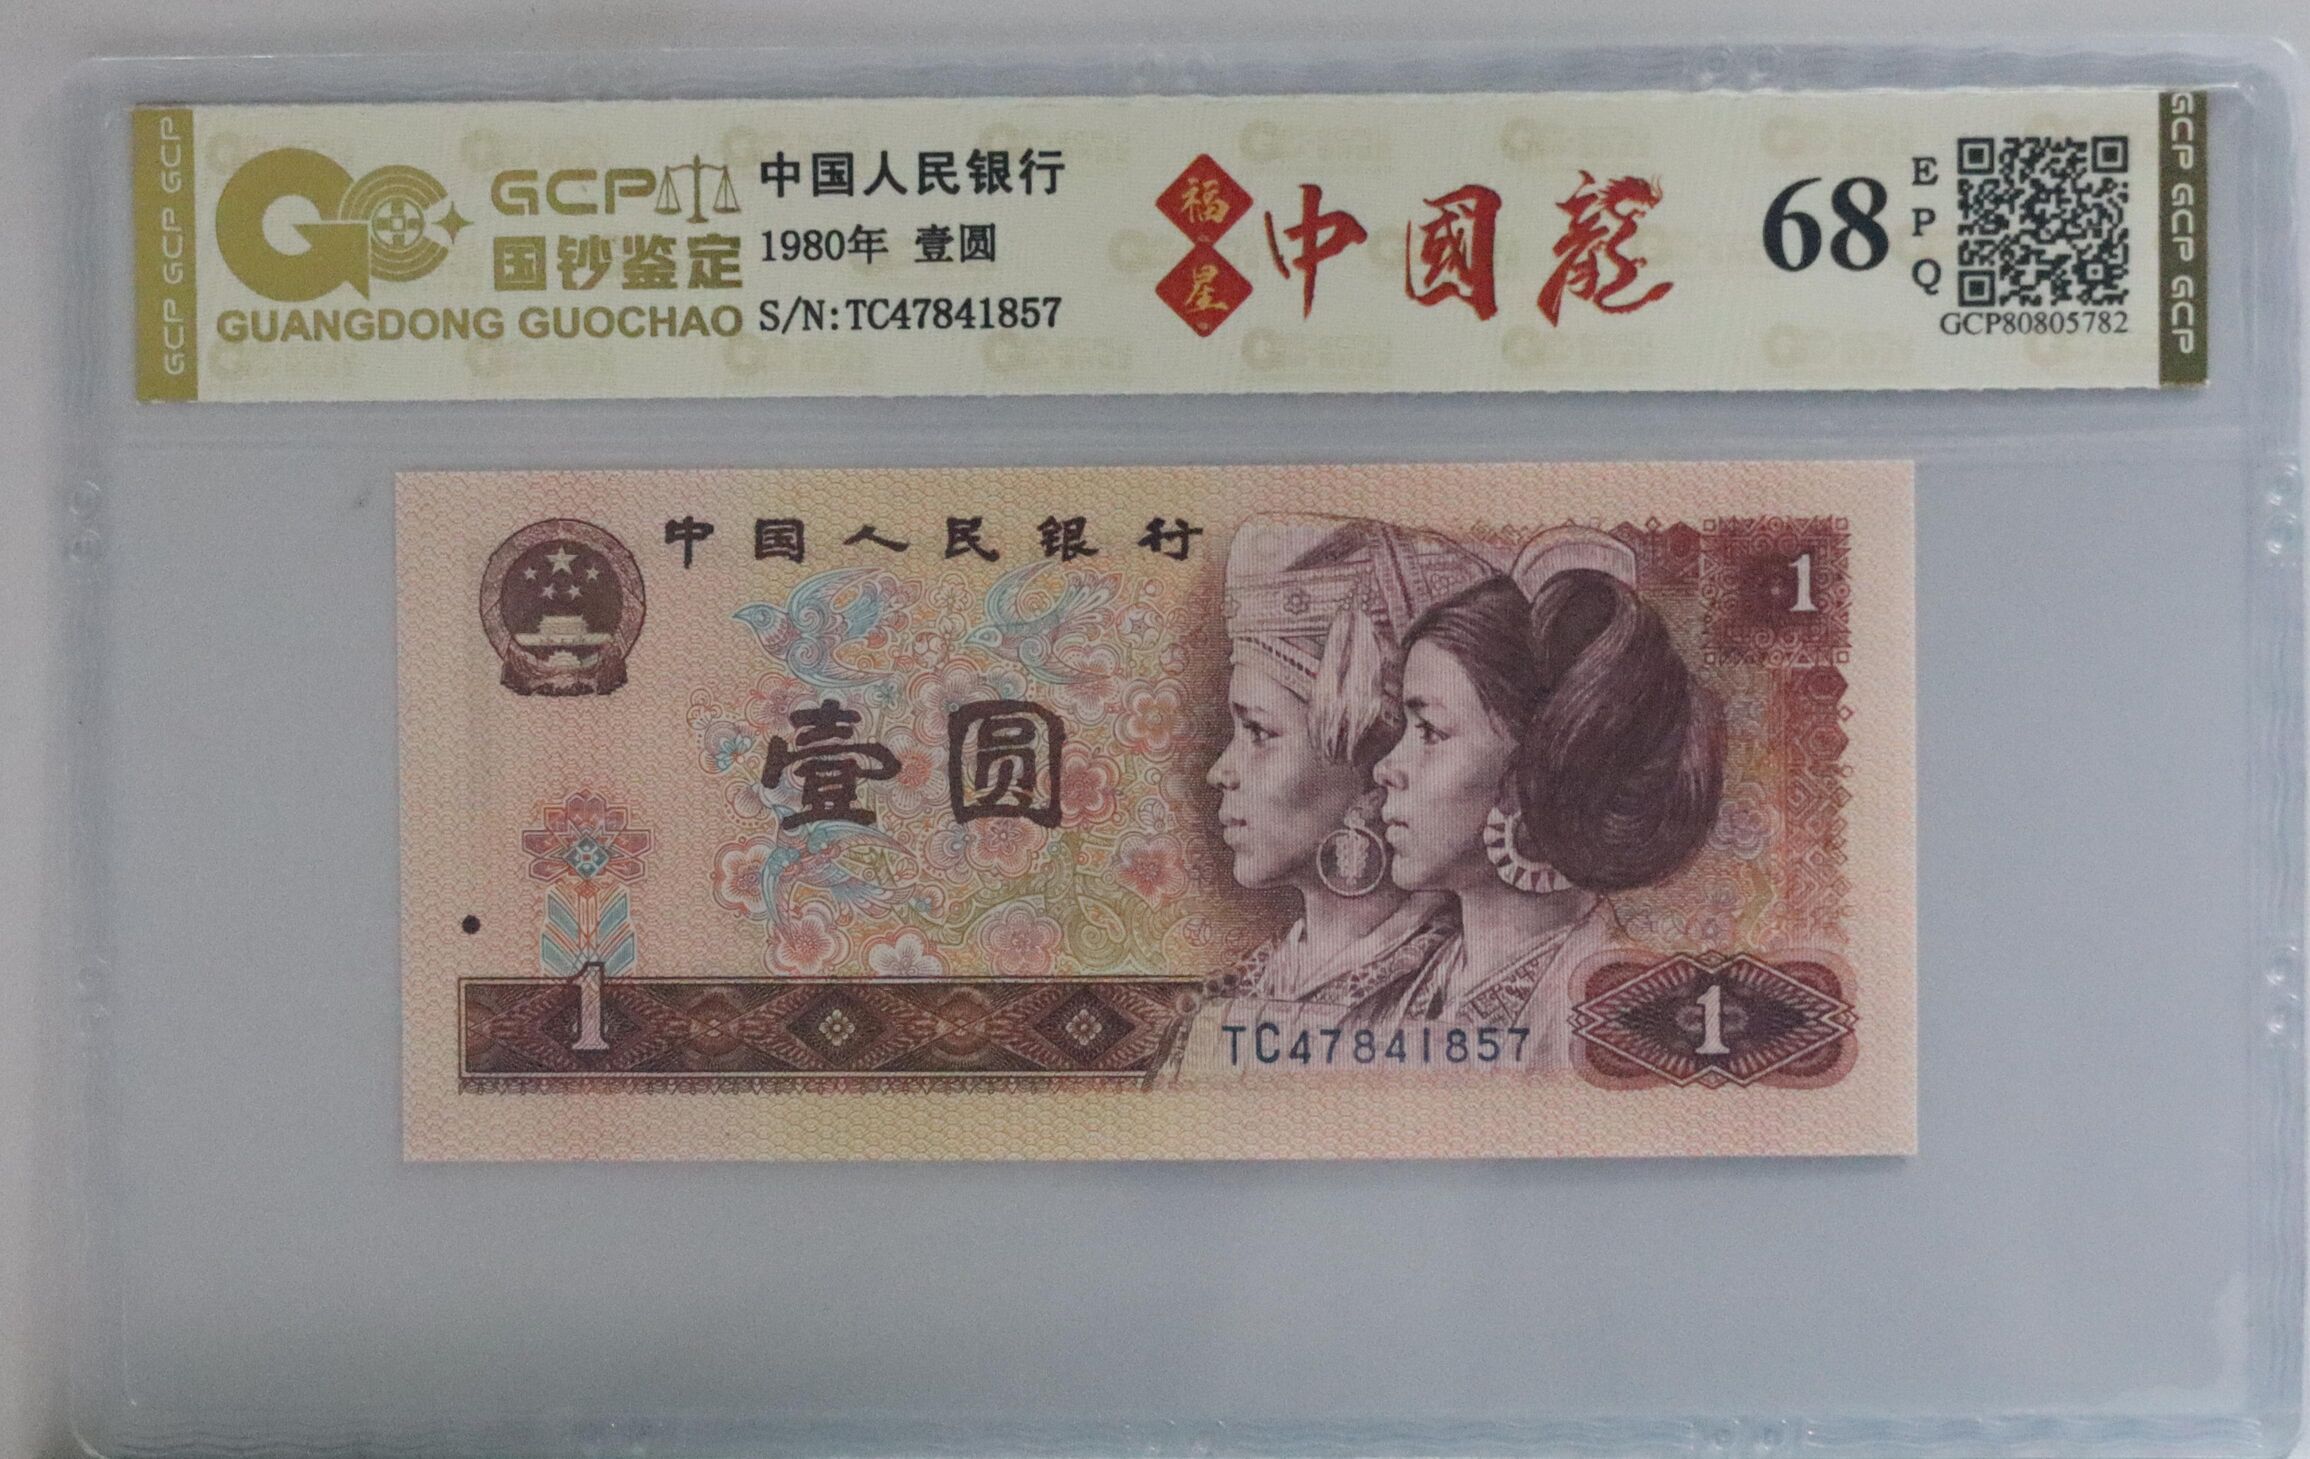 GCP GCP GCP
GCP
国钞鉴定
GUANGDONG GUOCHAO
中国人民银行
1980年 壹圆
S/N:TC47841857
福星
中國龍
68
EPQ
GCP80805782
GCP GCP GCP
中国人民银行
1
壹圆
1
TC47841857
1